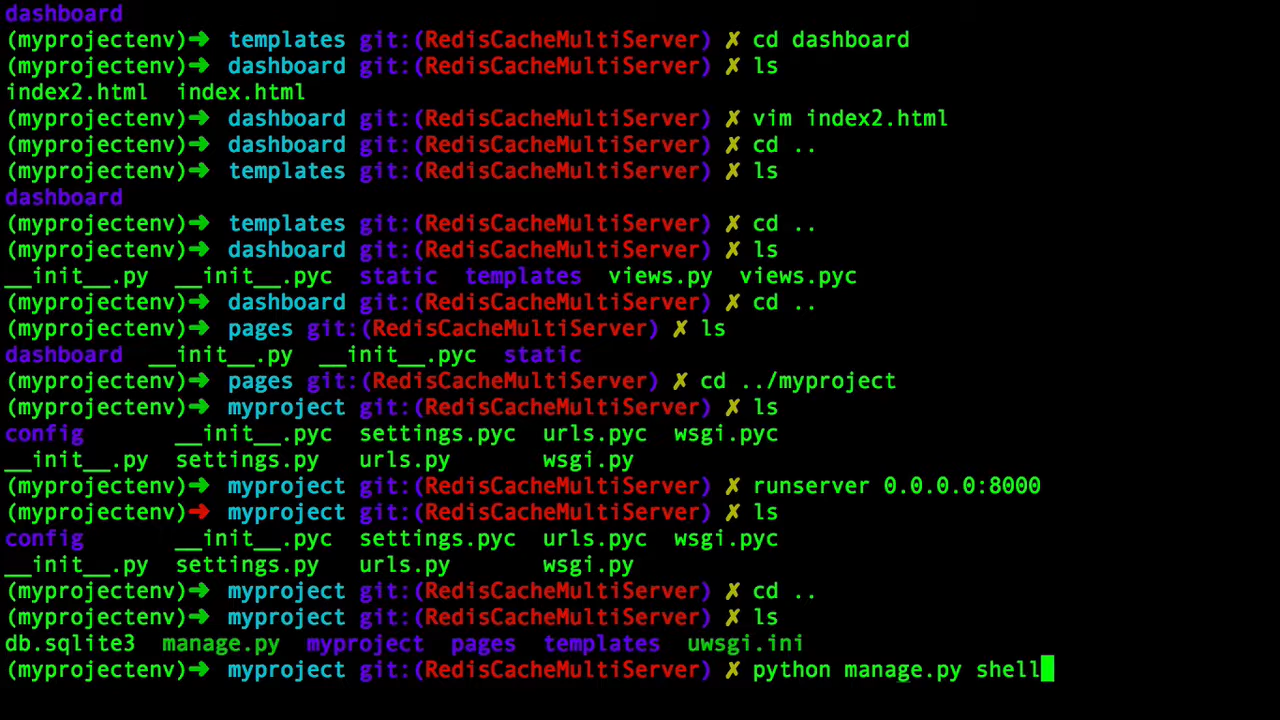 dashboard
(myprojectenv)➜ templates git:(RedisCacheMultiServer) ✗ cd dashboard
(myprojectenv)➜ dashboard git:(RedisCacheMultiServer) ✗ ls
index2.html index.html
(myprojectenv)➜ dashboard git:(RedisCacheMultiServer) ✗ vim index2.html
(myprojectenv)➜ dashboard git:(RedisCacheMultiServer) ✗ cd ..
(myprojectenv)➜ templates git:(RedisCacheMultiServer) ✗ ls
dashboard
(myprojectenv)➜ templates git:(RedisCacheMultiServer) ✗ cd ..
(myprojectenv)➜ dashboard git:(RedisCacheMultiServer) ✗ ls
__init__.py __init__.pyc static templates views.py views.pyc
(myprojectenv)➜ dashboard git:(RedisCacheMultiServer) ✗ cd ..
(myprojectenv)➜ pages git:(RedisCacheMultiServer) ✗ ls
dashboard __init__.py __init__.pyc static
(myprojectenv)➜ pages git:(RedisCacheMultiServer) ✗ cd ../myproject
(myprojectenv)➜ myproject git:(RedisCacheMultiServer) ✗ ls
config __init__.pyc settings.pyc urls.pyc wsgi.pyc
__init__.py settings.py urls.py wsgi.py
(myprojectenv)➜ myproject git:(RedisCacheMultiServer) ✗ runserver 0.0.0.0:8000
(myprojectenv)➜ myproject git:(RedisCacheMultiServer) ✗ ls
config __init__.pyc settings.pyc urls.pyc wsgi.pyc
__init__.py settings.py urls.py wsgi.py
(myprojectenv)➜ myproject git:(RedisCacheMultiServer) ✗ cd ..
(myprojectenv)➜ myproject git:(RedisCacheMultiServer) ✗ ls
db.sqlite3 manage.py myproject pages templates uwsgi.ini
(myprojectenv)➜ myproject git:(RedisCacheMultiServer) ✗ python manage.py shell